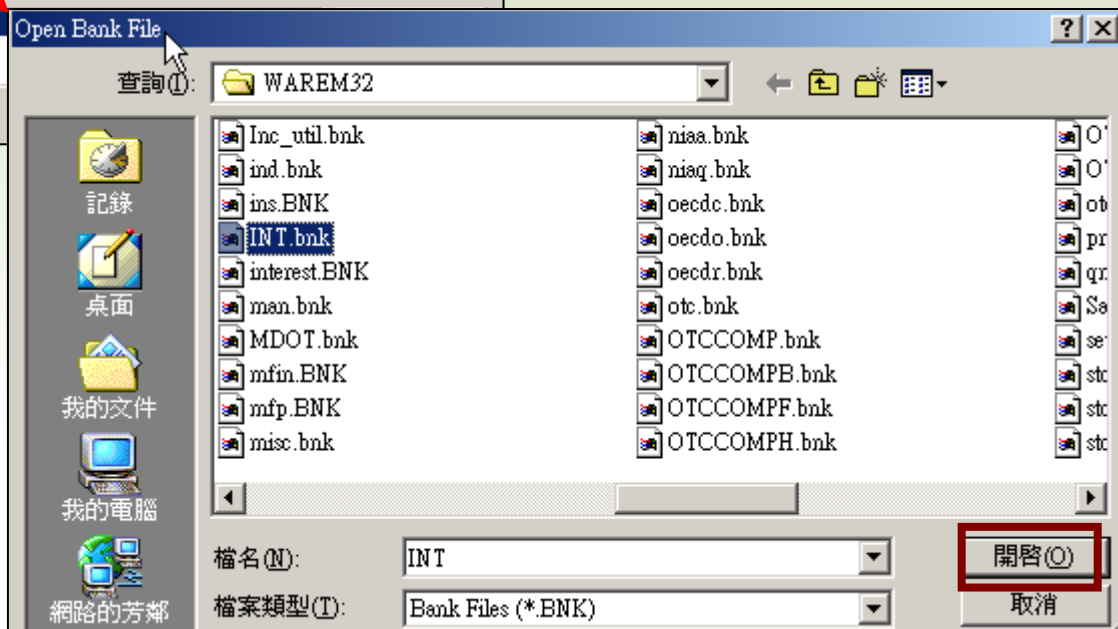 Open Bank File
查詢(I):
WAREM32
記錄
桌面
我的文件
我的電腦
網路的芳鄰
Inc_util.bnk
ind.bnk
ins.BNK
INT.bnk
interest.BNK
man.bnk
MDOT.bnk
mfin.BNK
mfp.BNK
misc.bnk
niaa.bnk
niaq.bnk
oecdc.bnk
oecdo.bnk
oecdr.bnk
otc.bnk
OTCCOMP.bnk
OTCCOMPB.bnk
OTCCOMPF.bnk
OTCCOMPH.bnk
檔名(N):
INT
開啓(O)
檔案類型(T):
Bank Files (*.BNK)
取消